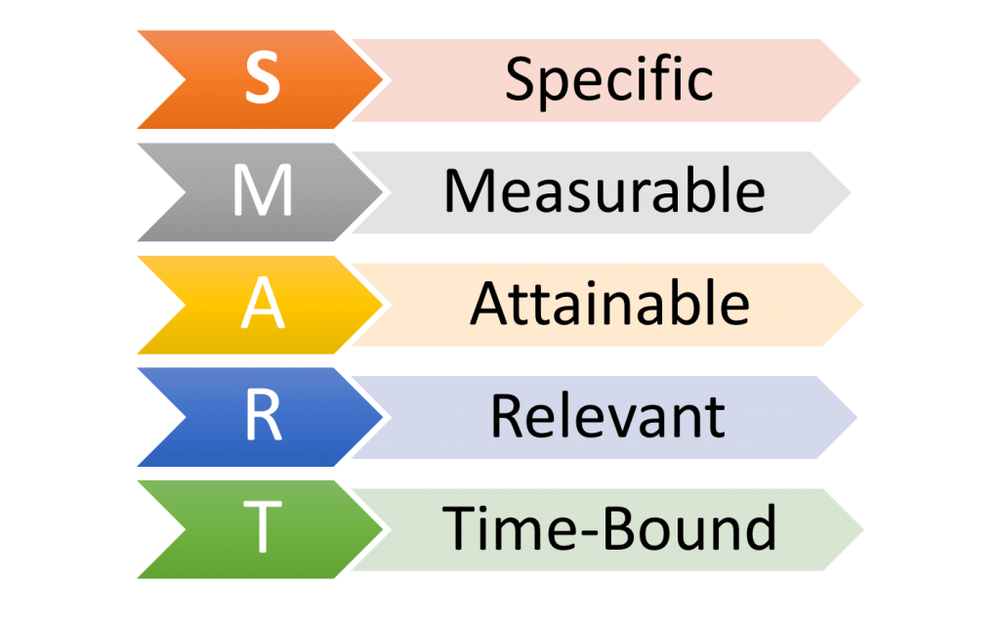 S Specific
M Measurable
A Attainable
R Relevant
T Time-Bound